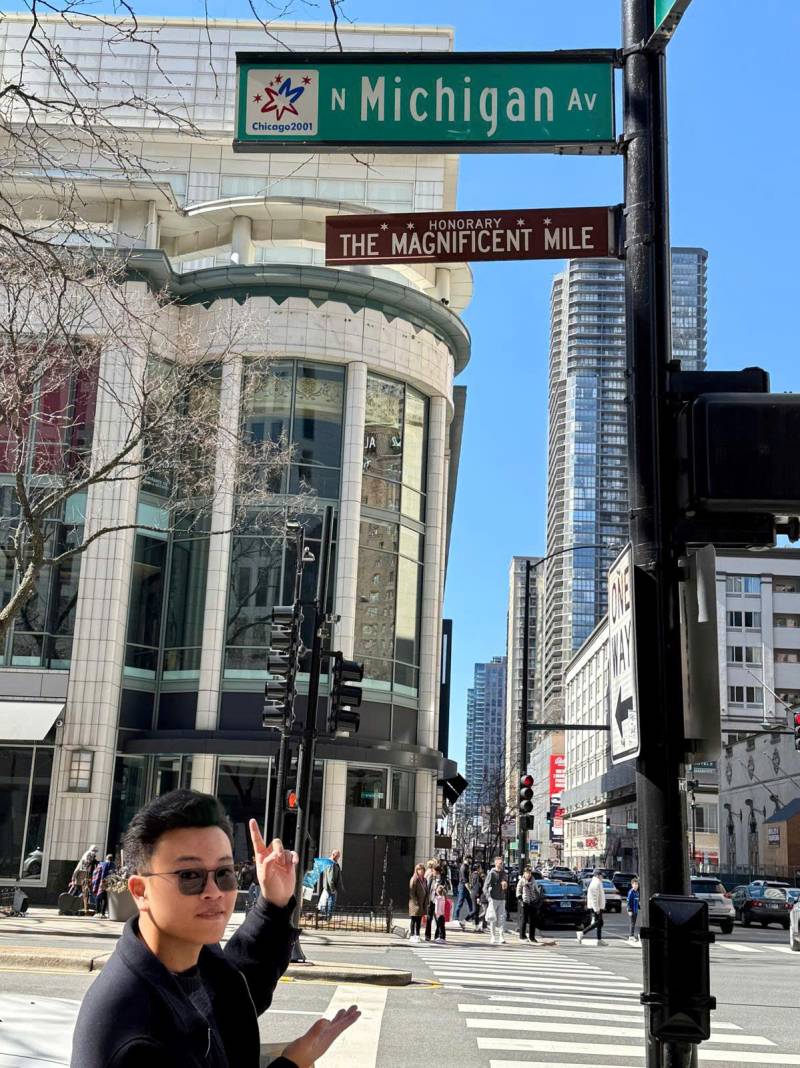 N Michigan Av
Chicago2001
HONORARY
THE MAGNIFICENT MILE
ONE
WAY